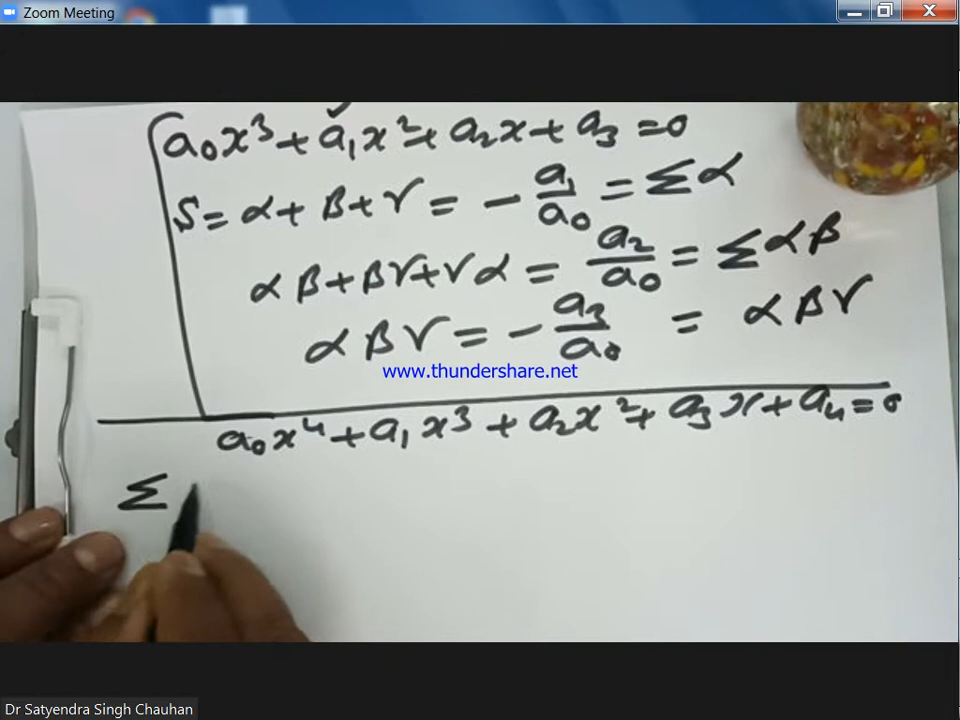 Zoom Meeting
a₀x³ + a₁x² + a₂x + a₃ = 0
S = α + β + γ = - a₁/a₀ = Σα
αβ + βγ + γα = a₂/a₀ = Σαβ
αβγ = - a₃/a₀ = αβγ
www.thundershare.net
a₀x⁴ + a₁x³ + a₂x² + a₃x + a₄ = 0
Σ
Dr Satyendra Singh Chauhan